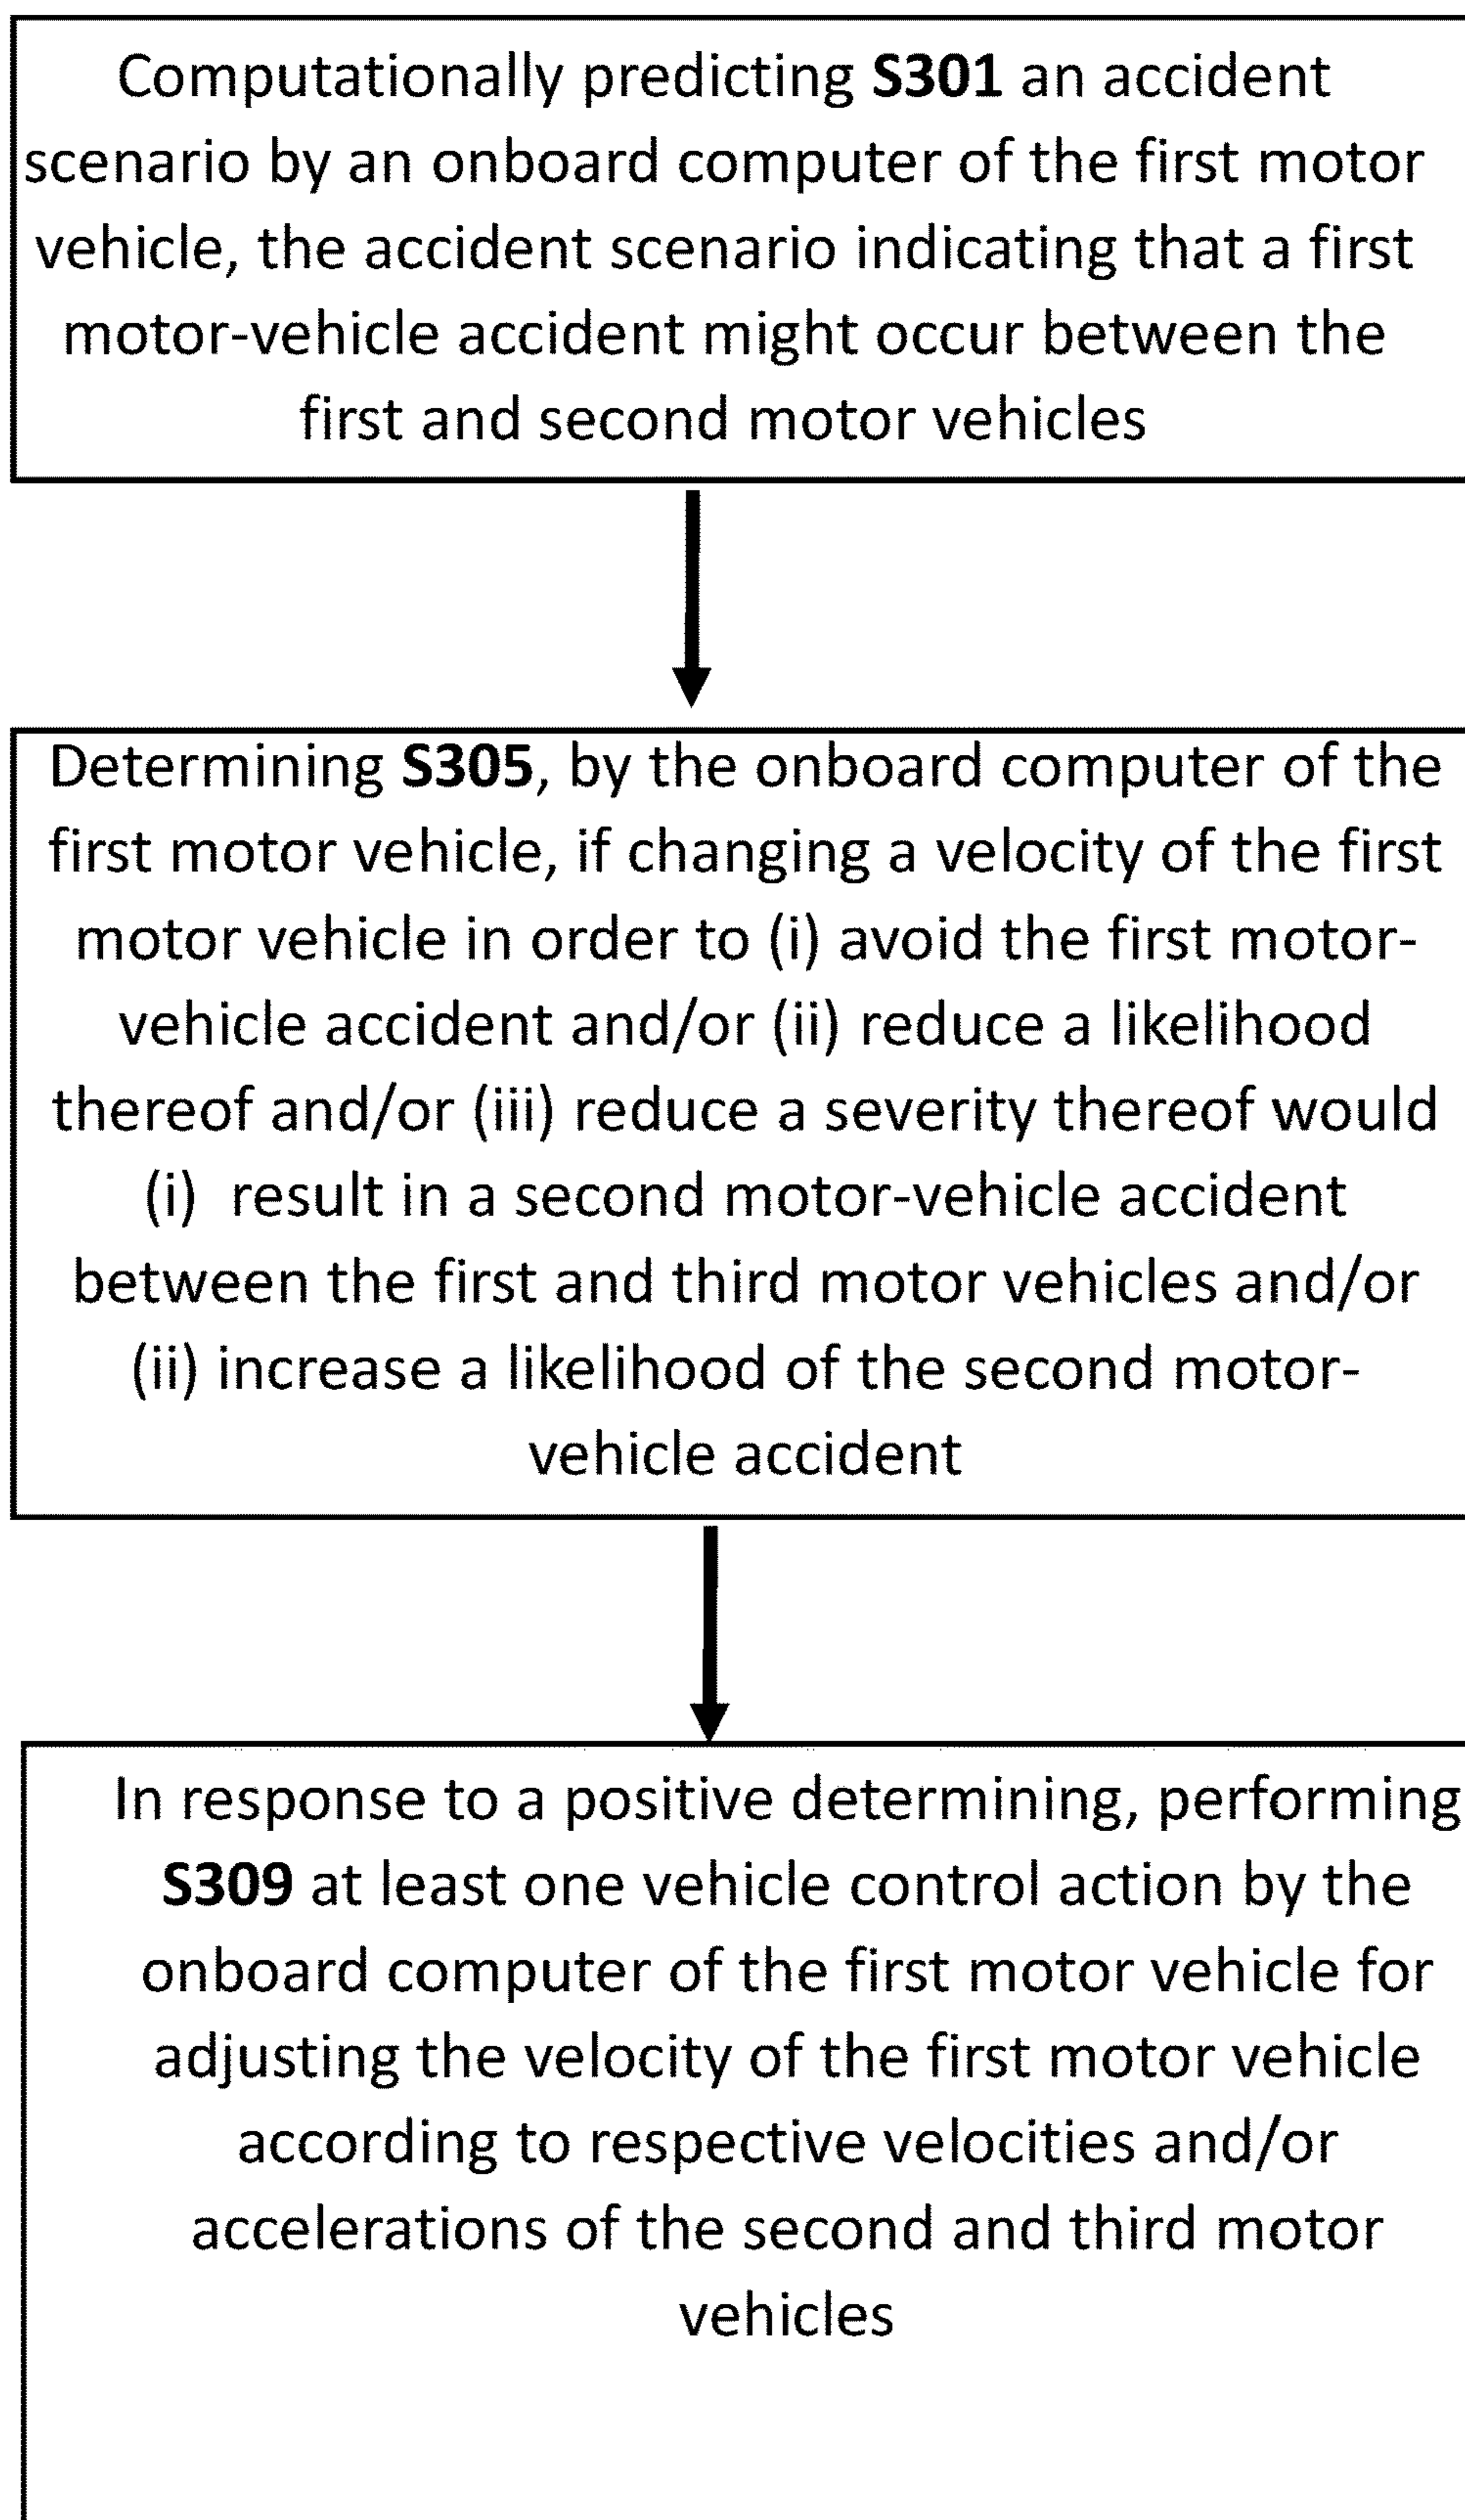 Computationally predicting S301 an accident
scenario by an onboard computer of the first motor
vehicle, the accident scenario indicating that a first
motor-vehicle accident might occur between the
first and second motor vehicles
Determining S305, by the onboard computer of the
first motor vehicle, if changing a velocity of the first
motor vehicle in order to (i) avoid the first motor-
vehicle accident and/or (ii) reduce a likelihood
thereof and/or (iii) reduce a severity thereof would
(i) result in a second motor-vehicle accident
between the first and third motor vehicles and/or
(ii) increase a likelihood of the second motor-
vehicle accident
In response to a positive determining, performing
S309 at least one vehicle control action by the
onboard computer of the first motor vehicle for
adjusting the velocity of the first motor vehicle
according to respective velocities and/or
accelerations of the second and third motor
vehicles